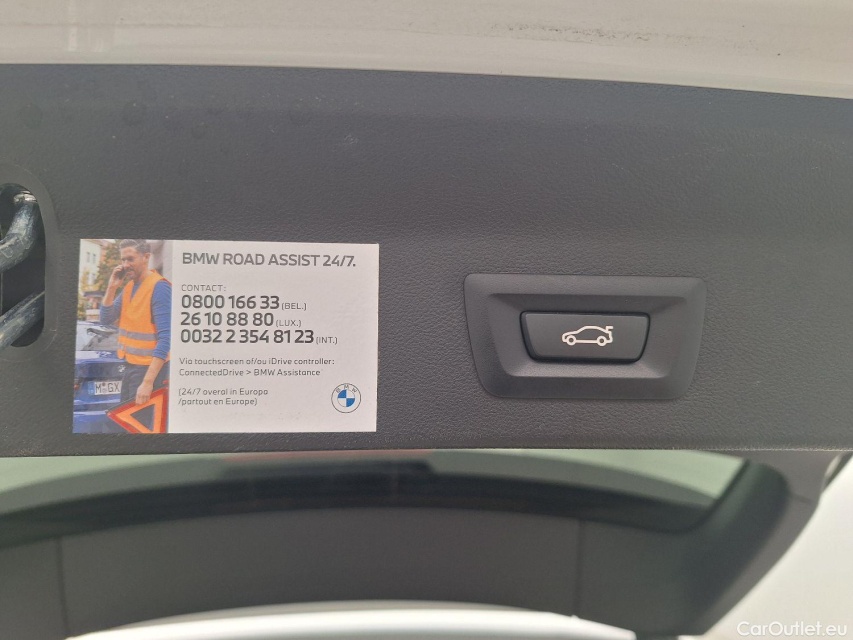 BMW ROAD ASSIST 24/7.
CONTACT:
0800 166 33 (BEL.)
26 10 88 80 (LUX.)
0032 2 354 81 23 (INT.)
Via touchscreen of/ou iDrive controller:
ConnectedDrive > BMW Assistance
(24/7 overal in Europa
/partout en Europe)
BMW
M GX
CarOutlet.eu